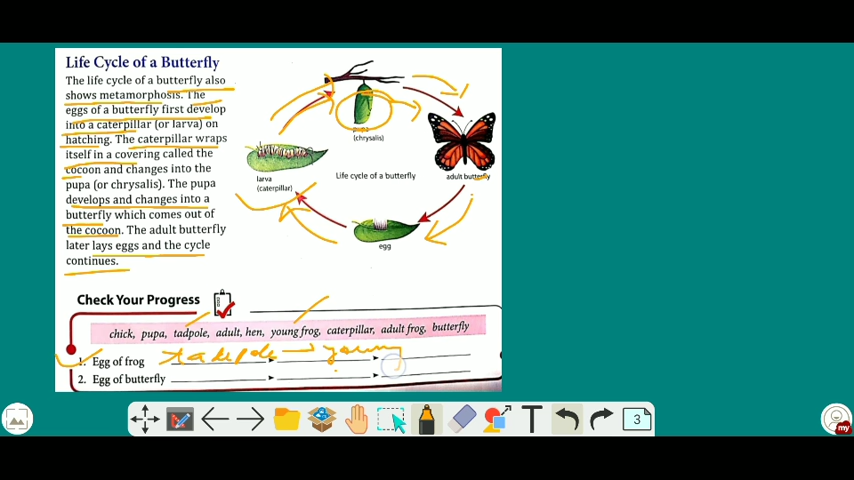 Life Cycle of a Butterfly
The life cycle of a butterfly also
shows metamorphosis. The
eggs of a butterfly first develop
into a caterpillar (or larva) on
hatching. The caterpillar wraps
itself in a covering called the
cocoon and changes into the
pupa (or chrysalis). The pupa
develops and changes into a
butterfly which comes out of
the cocoon. The adult butterfly
later lays eggs and the cycle
continues.
(chrysalis)
adult butterfly
larva
(caterpillar)
Life cycle of a butterfly
egg
Check Your Progress
chick, pupa, tadpole, adult, hen, young frog, caterpillar, adult frog, butterfly
1. Egg of frog tadpole young
2. Egg of butterfly
T
3
my